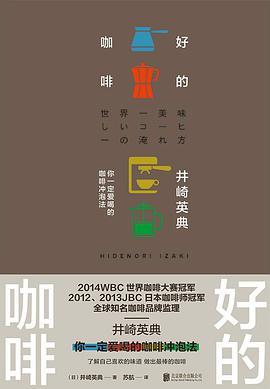 好的
咖啡
世界一美味
しいコーヒ
ーの淹れ方
井崎英典
你一定爱喝的
咖啡冲泡法
HIDENORI IZAKI
好的
咖啡
2014WBC 世界咖啡大赛冠军
2012、2013JBC 日本咖啡师冠军
全球知名咖啡品牌监理
井崎英典
你一定爱喝的咖啡冲泡法
了解自己喜欢的味道 做出最棒的咖啡
（日）井崎英典 著 苏航 译
北京联合出版公司